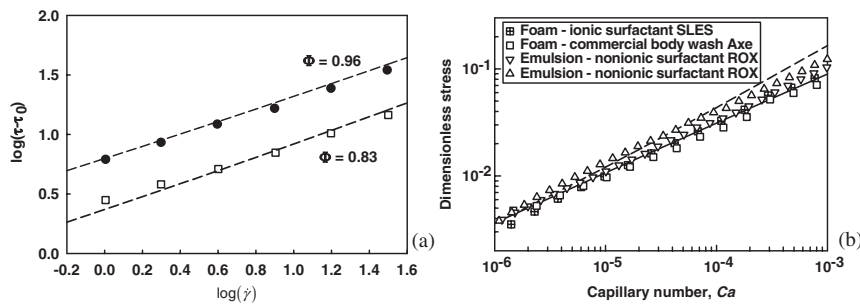 2.0
1.5
1.0
0.5
0.0
log(τ-τ0)
Φ = 0.96
Φ = 0.83
-0.2 0.0 0.2 0.4 0.6 0.8 1.0 1.2 1.4 1.6
log(γ̇)
(a)
Foam - ionic surfactant SLES
Foam - commercial body wash Axe
Emulsion - nonionic surfactant ROX
Emulsion - nonionic surfactant ROX
10-1
10-2
Dimensionless stress
10-6 10-5 10-4 10-3
Capillary number, Ca
(b)